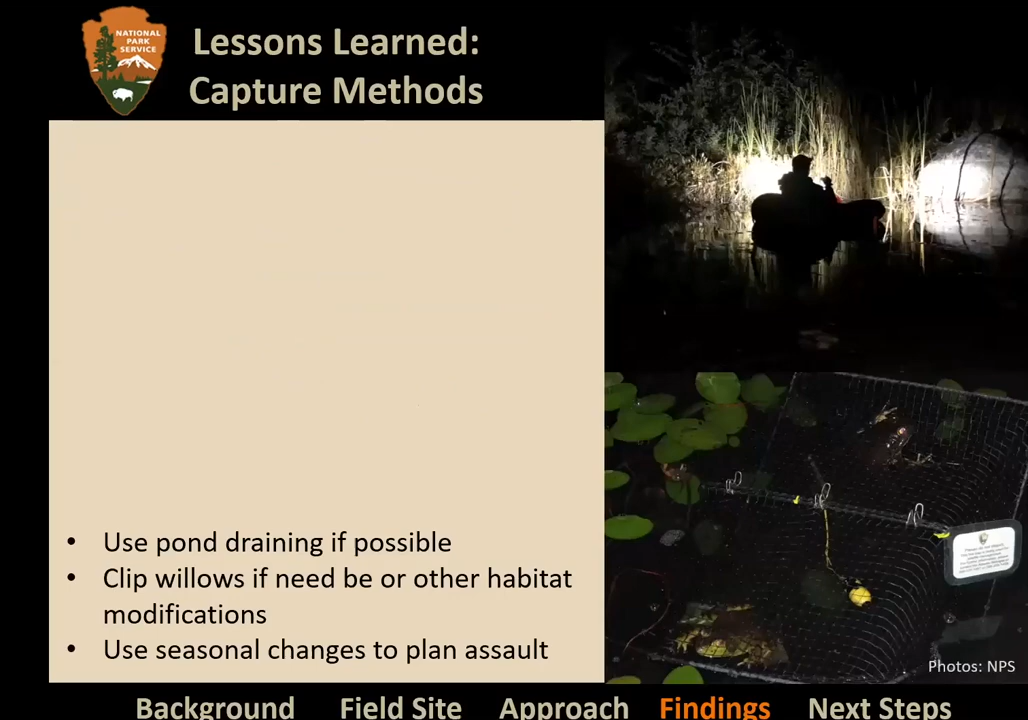 NATIONAL
PARK
SERVICE
Lessons Learned:
Capture Methods
• Use pond draining if possible
• Clip willows if need be or other habitat
modifications
• Use seasonal changes to plan assault
Photos: NPS
Background Field Site Approach Findings Next Steps